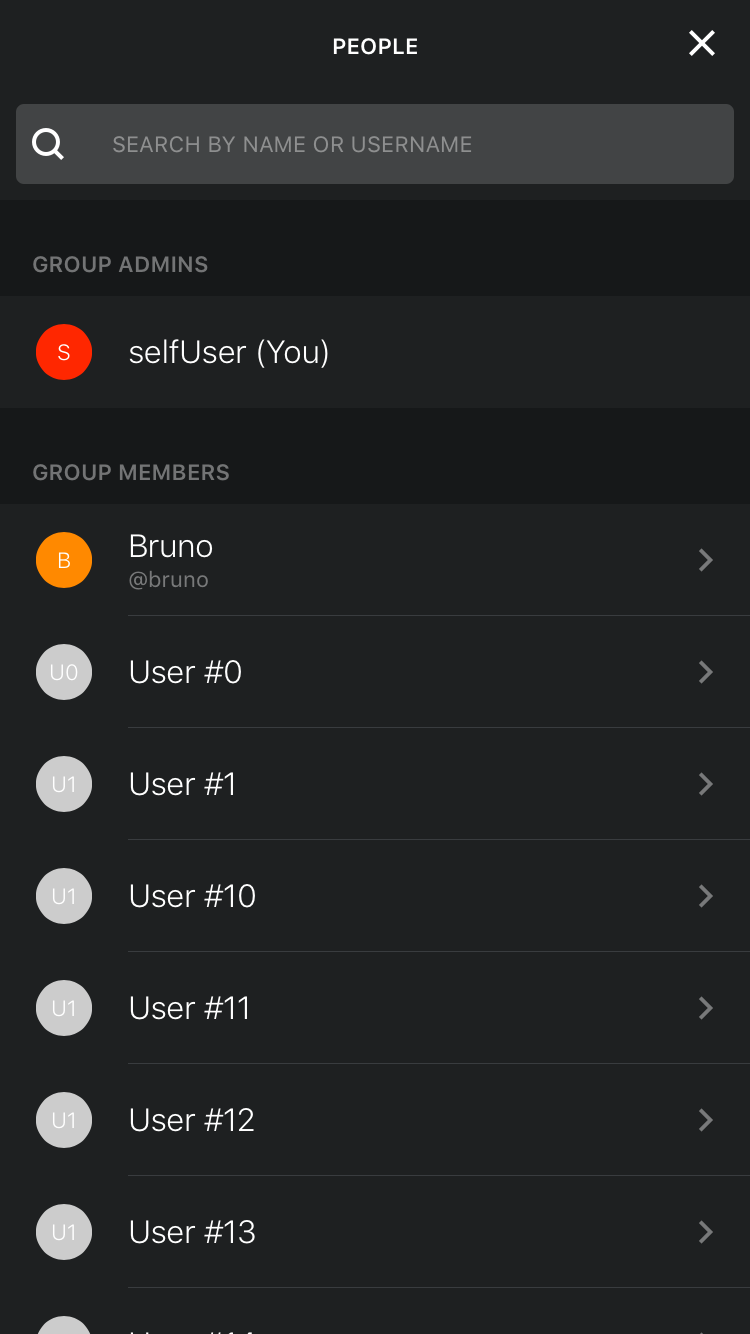 PEOPLE
SEARCH BY NAME OR USERNAME
GROUP ADMINS
S
selfUser (You)
GROUP MEMBERS
B
Bruno
@bruno
U0
User #0
U1
User #1
U1
User #10
U1
User #11
U1
User #12
U1
User #13